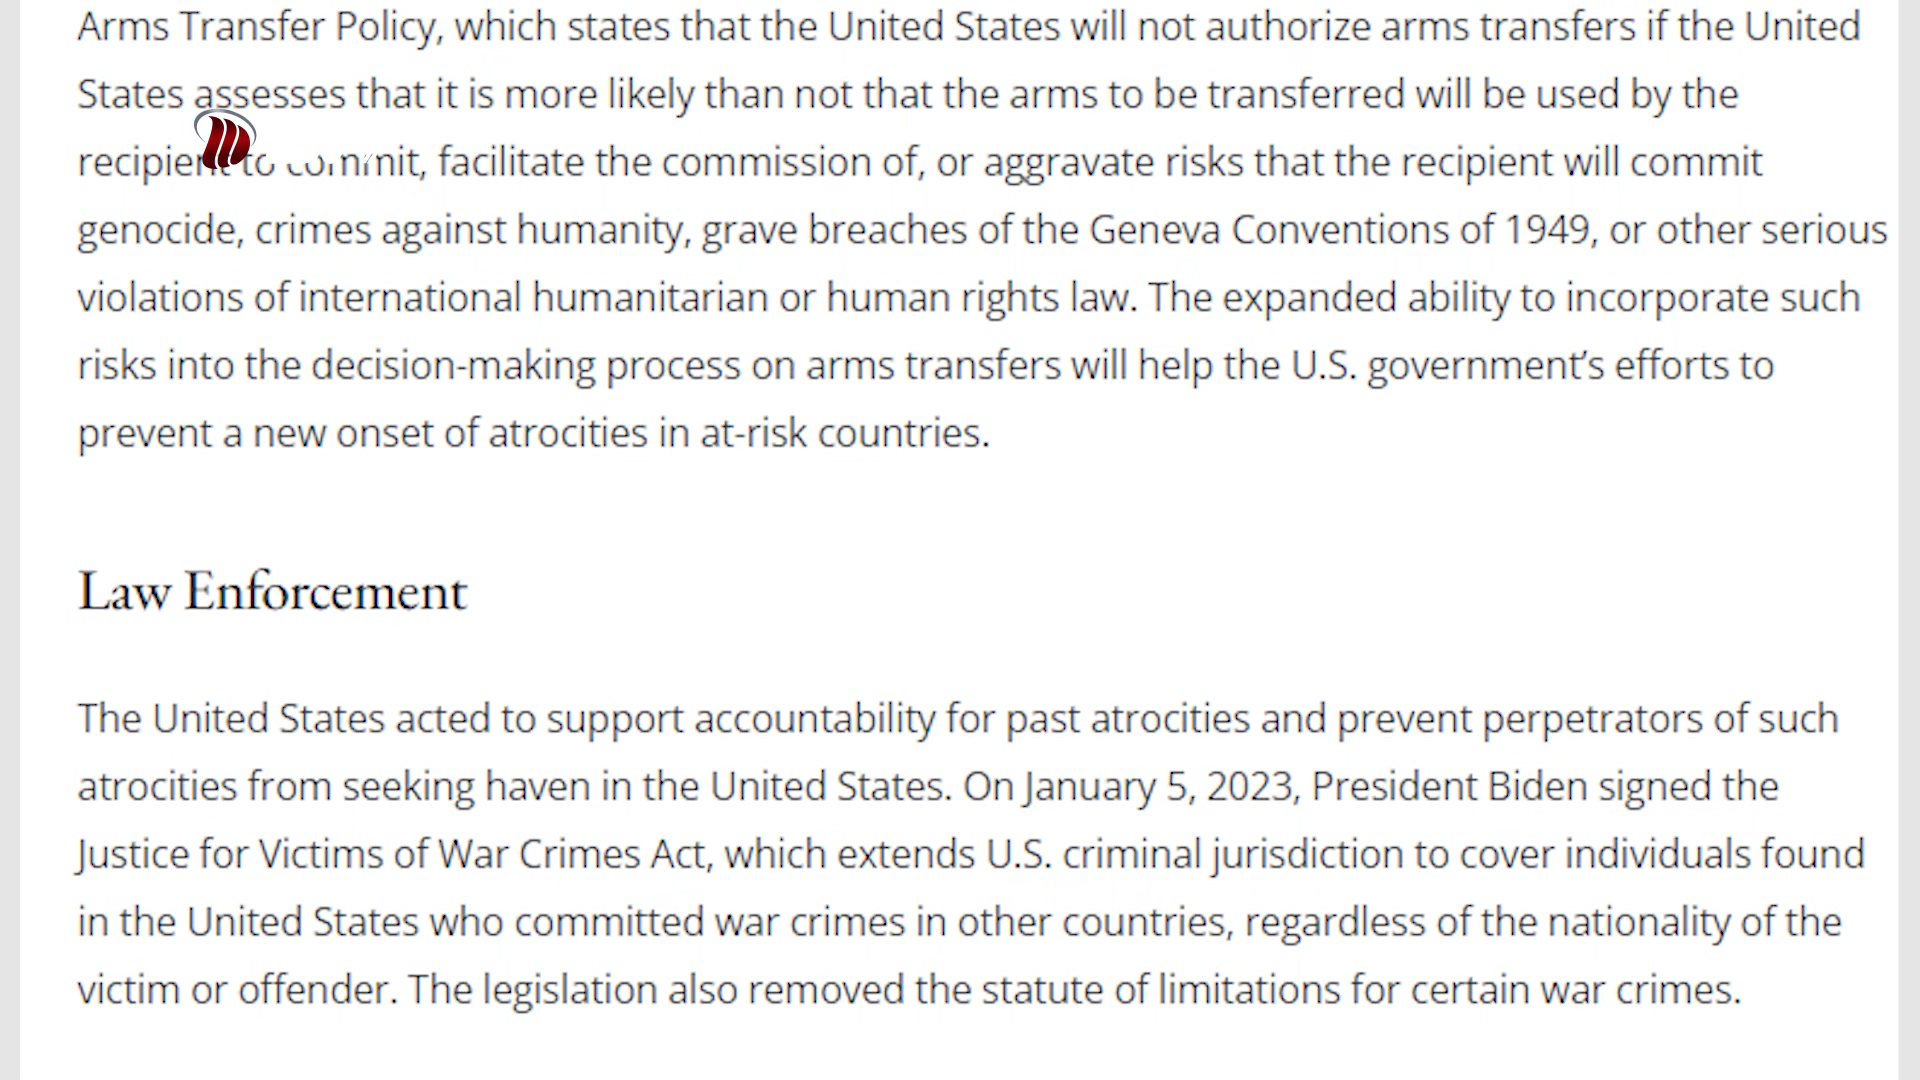 Arms Transfer Policy, which states that the United States will not authorize arms transfers if the United
States assesses that it is more likely than not that the arms to be transferred will be used by the
recipient to commit, facilitate the commission of, or aggravate risks that the recipient will commit
genocide, crimes against humanity, grave breaches of the Geneva Conventions of 1949, or other serious
violations of international humanitarian or human rights law. The expanded ability to incorporate such
risks into the decision-making process on arms transfers will help the U.S. government’s efforts to
prevent a new onset of atrocities in at-risk countries.
Law Enforcement
The United States acted to support accountability for past atrocities and prevent perpetrators of such
atrocities from seeking haven in the United States. On January 5, 2023, President Biden signed the
Justice for Victims of War Crimes Act, which extends U.S. criminal jurisdiction to cover individuals found
in the United States who committed war crimes in other countries, regardless of the nationality of the
victim or offender. The legislation also removed the statute of limitations for certain war crimes.